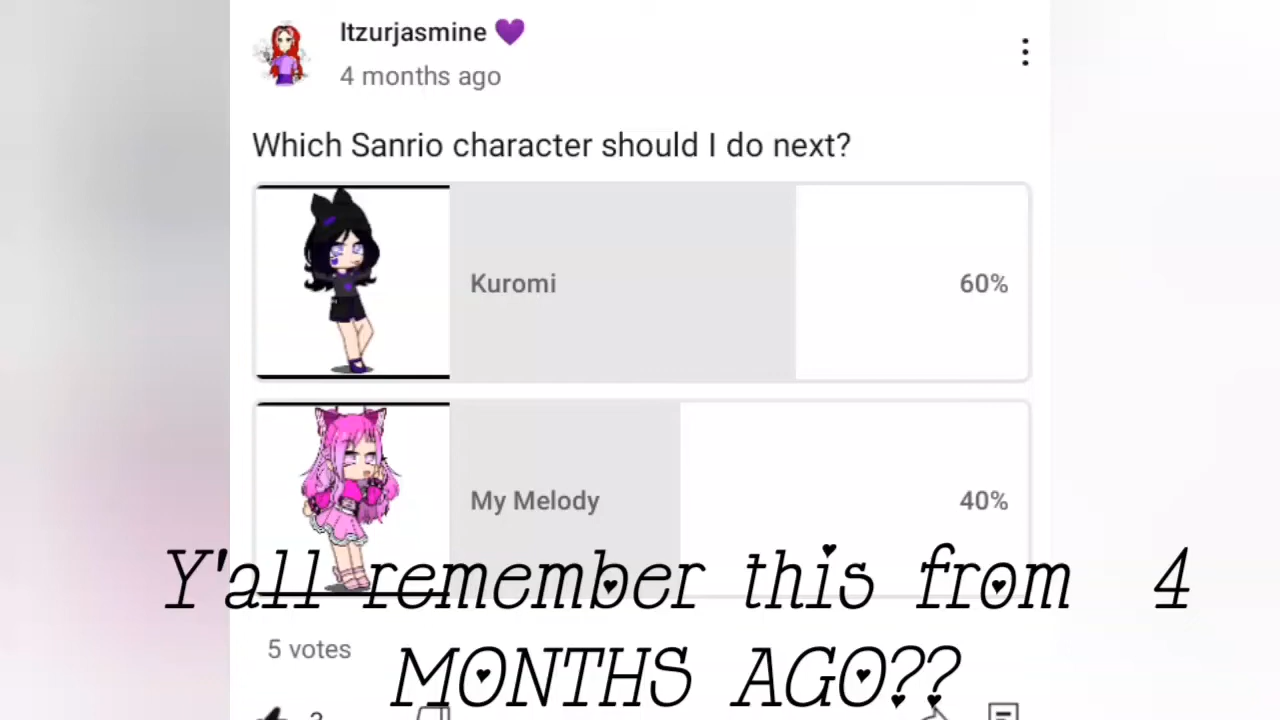 Itzurjasmine 💜
4 months ago
Which Sanrio character should I do next?
Kuromi 60%
My Melody 40%
Y'all remember this from 4
MONTHS AGO??
5 votes